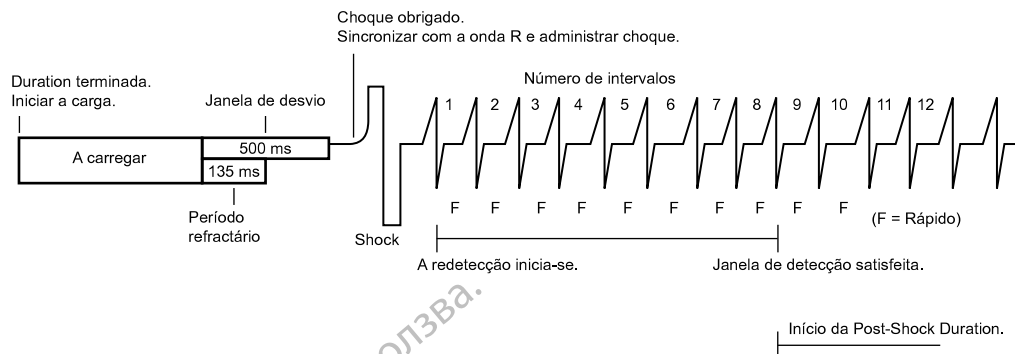 Choque obrigado.
Sincronizar com a onda R e administrar choque.
Duration terminada.
Iniciar a carga.
Janela de desvio
Número de intervalos
1 2 3 4 5 6 7 8 9 10 11 12
A carregar
500 ms
135 ms
Período
refractário
Shock
F F F F F F F F F F
(F = Rápido)
A redetecção inicia-se.
Janela de detecção satisfeita.
Início da Post-Shock Duration.